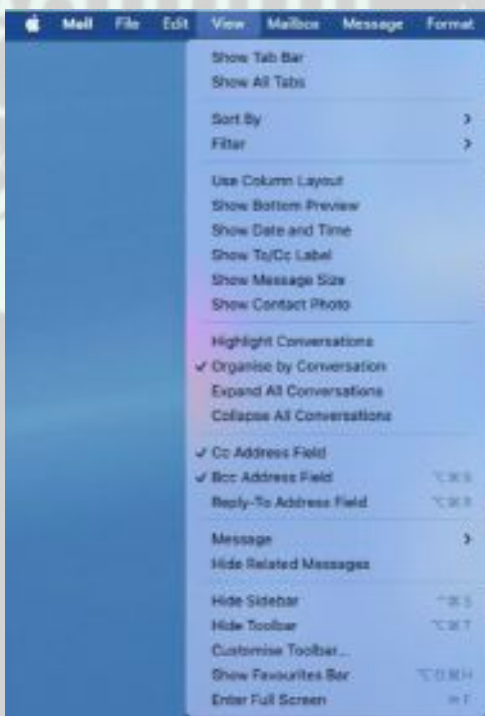 Mail File Edit View Mailbox Message Format
Show Tab Bar
Show All Tabs
Sort By
Filter
Use Column Layout
Show Bottom Preview
Show Date and Time
Show To/Cc Label
Show Message Size
Show Contact Photo
Highlight Conversations
✓ Organise by Conversation
Expand All Conversations
Collapse All Conversations
✓ Cc Address Field
✓ Bcc Address Field ⌥⌘B
Reply-To Address Field ⌥⌘R
Message
Hide Related Messages
Hide Sidebar ^⌘S
Hide Toolbar ⌥⌘T
Customise Toolbar...
Show Favourites Bar ⌥⇧⌘H
Enter Full Screen